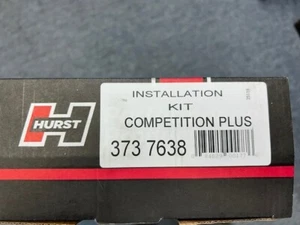 INSTALLATION
KIT
COMPETITION PLUS
HURST
373 7638